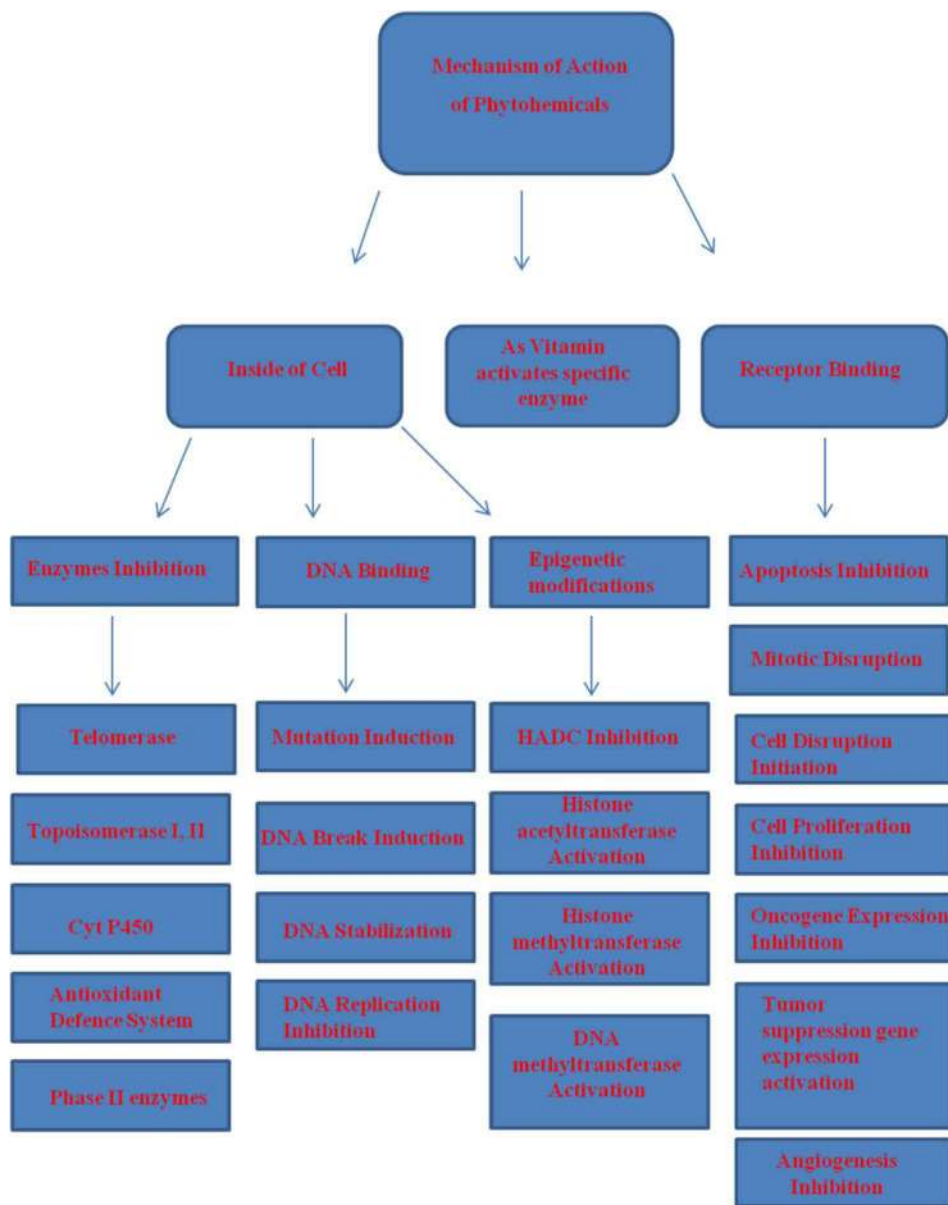 Mechanism of Action
of Phytohemicals
Inside of Cell
As Vitamin
activates specific
enzyme
Receptor Binding
Enzymes Inhibition
DNA Binding
Epigenetic
modifications
Apoptosis Inhibition
Mitotic Disruption
Telomerase
Mutation Induction
HADC Inhibition
Cell Disruption
Initiation
Topoisomerase I, II
DNA Break Induction
Histone
acetyltransferase
Activation
Cell Proliferation
Inhibition
Cyt P450
DNA Stabilization
Histone
methyltransferase
Activation
Oncogene Expression
Inhibition
Antioxidant
Defence System
DNA Replication
Inhibition
DNA
methyltransferase
Activation
Tumor
suppression gene
expression
activation
Phase II enzymes
Angiogenesis
Inhibition